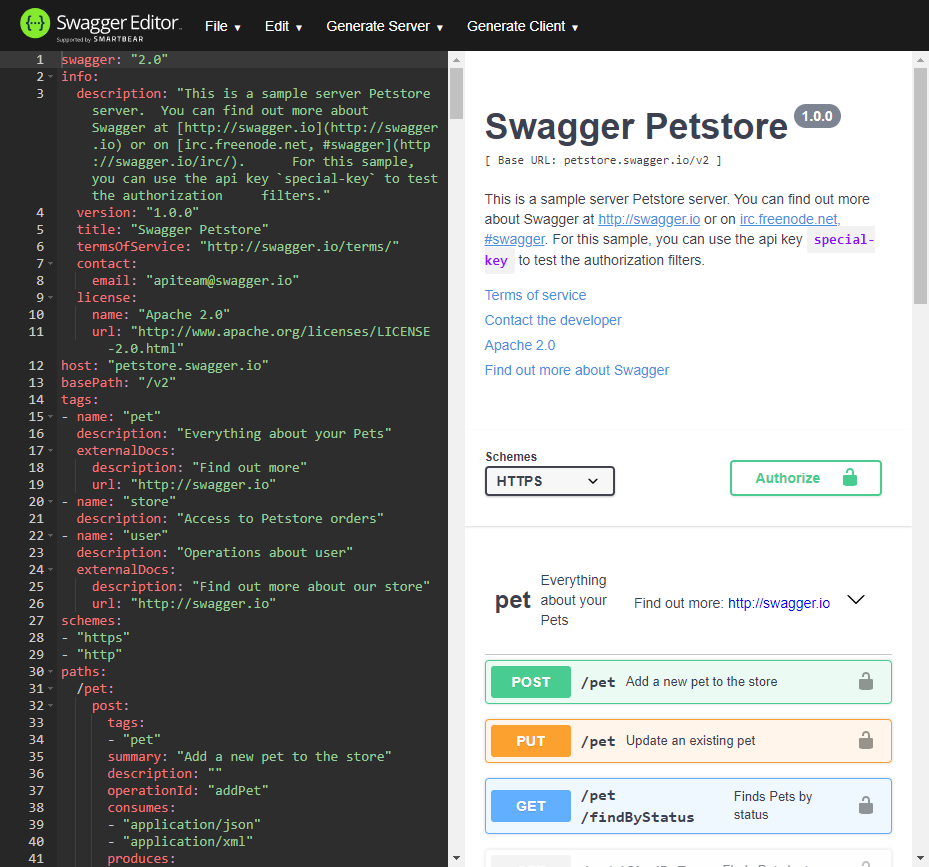 Swagger Editor
Supported by SMARTBEAR
File ▼ Edit ▼ Generate Server ▼ Generate Client ▼
1 swagger: "2.0"
2 info:
3 description: "This is a sample server Petstore
server.  You can find out more about
Swagger at [http://swagger.io](http://swagger
.io) or on [irc.freenode.net, #swagger](http
://swagger.io/irc/).      For this sample,
you can use the api key `special-key` to test
the authorization     filters."
4 version: "1.0.0"
5 title: "Swagger Petstore"
6 termsOfService: "http://swagger.io/terms/"
7 contact:
8 email: "apiteam@swagger.io"
9 license:
10 name: "Apache 2.0"
11 url: "http://www.apache.org/licenses/LICENSE
-2.0.html"
12 host: "petstore.swagger.io"
13 basePath: "/v2"
14 tags:
15 - name: "pet"
16 description: "Everything about your Pets"
17 externalDocs:
18 description: "Find out more"
19 url: "http://swagger.io"
20 - name: "store"
21 description: "Access to Petstore orders"
22 - name: "user"
23 description: "Operations about user"
24 externalDocs:
25 description: "Find out more about our store"
26 url: "http://swagger.io"
27 schemes:
28 - "https"
29 - "http"
30 paths:
31 /pet:
32 post:
33 tags:
34 - "pet"
35 summary: "Add a new pet to the store"
36 description: ""
37 operationId: "addPet"
38 consumes:
39 - "application/json"
40 - "application/xml"
41 produces:
Swagger Petstore 1.0.0
[ Base URL: petstore.swagger.io/v2 ]
This is a sample server Petstore server. You can find out more
about Swagger at http://swagger.io or on irc.freenode.net,
#swagger. For this sample, you can use the api key special-
key to test the authorization filters.
Terms of service
Contact the developer
Apache 2.0
Find out more about Swagger
Schemes
HTTPS
Authorize
pet
Everything
about your
Pets
Find out more: http://swagger.io
POST /pet Add a new pet to the store
PUT /pet Update an existing pet
GET /pet
/findByStatus
Finds Pets by
status